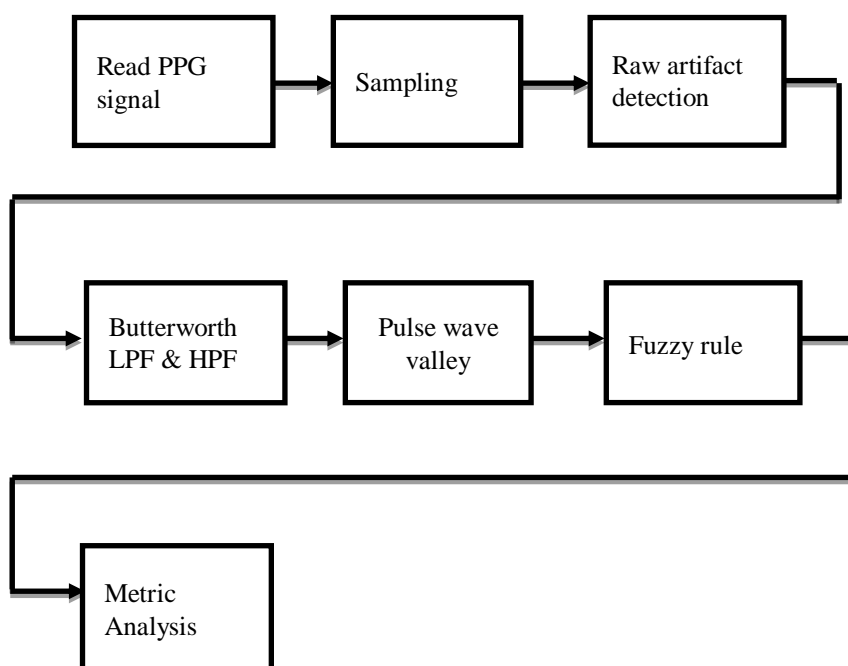 Read PPG
signal
Sampling
Raw artifact
detection
Butterworth
LPF & HPF
Pulse wave
valley
Fuzzy rule
Metric
Analysis